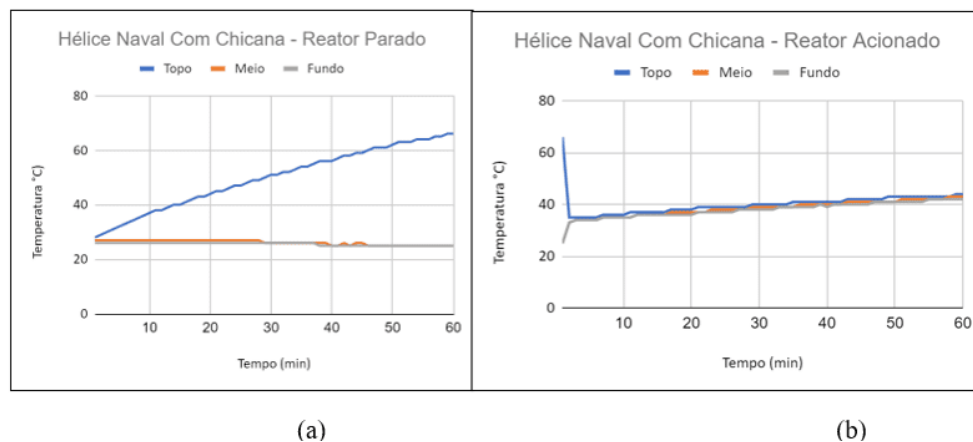 Hélice Naval Com Chicana - Reator Parado
Topo Meio Fundo
80
60
40
20
0
Temperatura °C
10 20 30 40 50 60
Tempo (min)
(a)
Hélice Naval Com Chicana - Reator Acionado
Topo Meio Fundo
80
60
40
20
0
Temperatura °C
10 20 30 40 50 60
Tempo (min)
(b)